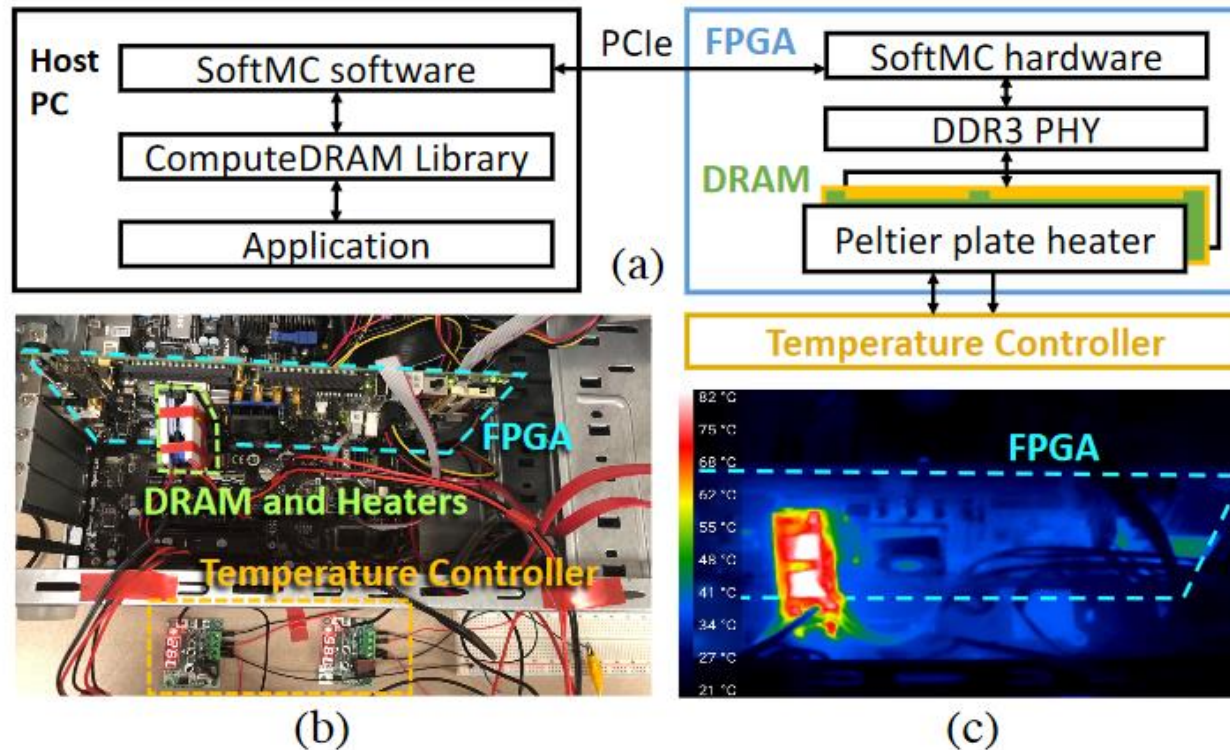 Host
PC
SoftMC software
ComputeDRAM Library
Application
PCIe
FPGA
SoftMC hardware
DDR3 PHY
DRAM
Peltier plate heater
(a)
Temperature Controller
FPGA
DRAM and Heaters
Temperature Controller
(b)
82 °C
75 °C
68 °C
62 °C
55 °C
48 °C
41 °C
34 °C
27 °C
21 °C
FPGA
(c)